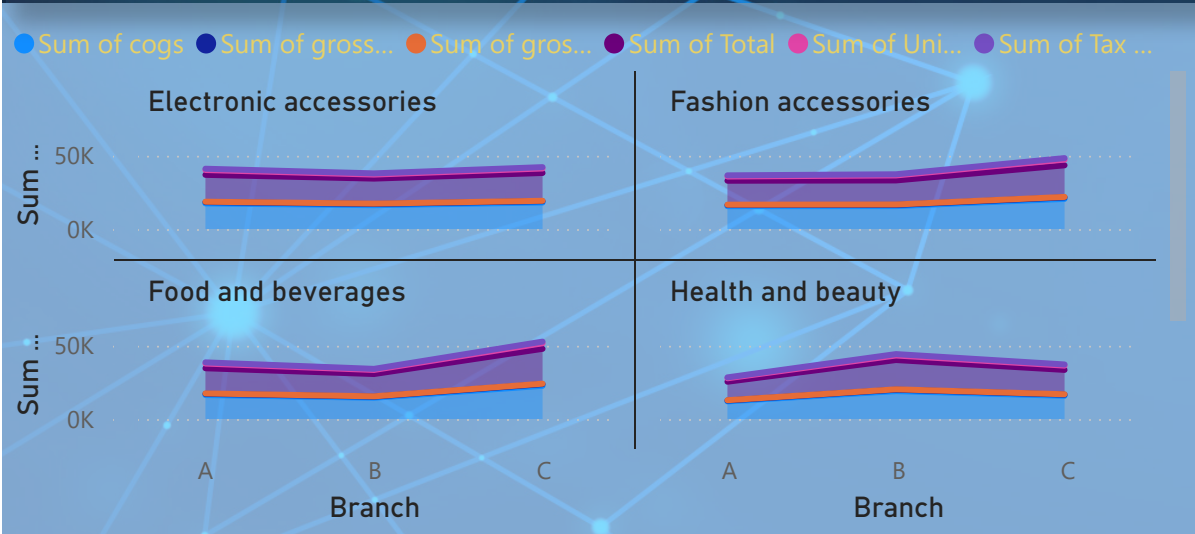 Sum of cogs Sum of gross... Sum of gros... Sum of Total Sum of Uni... Sum of Tax ...
Electronic accessories
Fashion accessories
Sum ...
50K
0K
Food and beverages
Health and beauty
Sum ...
50K
0K
A B C A B C
Branch Branch